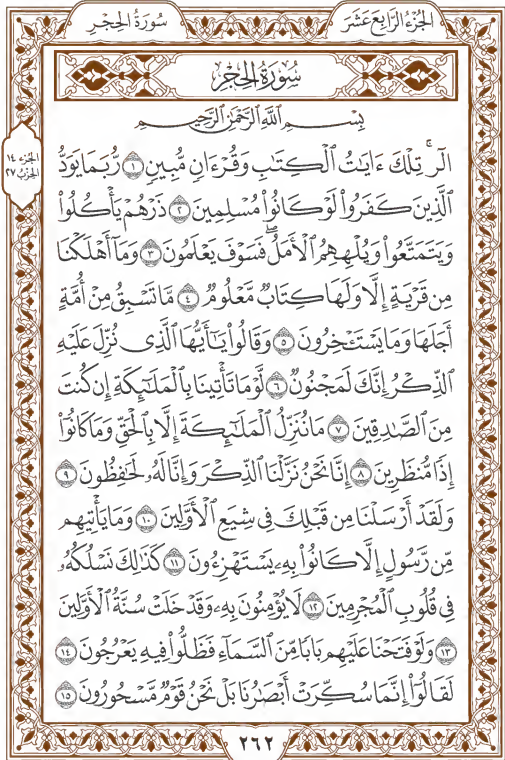 الجُزْءُ الرَّابِعَ عَشَرَ
سُورَةُ الحِجْرِ
سُورَةُ الحِجْرِ
بِسْمِ اللَّهِ الرَّحْمَٰنِ الرَّحِيمِ
الجزء ١٤
الحزب ٢٧
الٓرۚ تِلْكَ ءَايَٰتُ ٱلْكِتَٰبِ وَقُرْءَانٍ مُّبِينٍ ١ رُّبَمَا يَوَدُّ
ٱلَّذِينَ كَفَرُوا۟ لَوْ كَانُوا۟ مُسْلِمِينَ ٢ ذَرْهُمْ يَأْكُلُوا۟
وَيَتَمَتَّعُوا۟ وَيُلْهِهِمُ ٱلْأَمَلُۖ فَسَوْفَ يَعْلَمُونَ ٣ وَمَآ أَهْلَكْنَا
مِن قَرْيَةٍ إِلَّا وَلَهَا كِتَابٌ مَّعْلُومٌ ٤ مَّا تَسْبِقُ مِنْ أُمَّةٍ
أَجَلَهَا وَمَا يَسْتَـْٔخِرُونَ ٥ وَقَالُوا۟ يَٰٓأَيُّهَا ٱلَّذِى نُزِّلَ عَلَيْهِ
ٱلذِّكْرُ إِنَّكَ لَمَجْنُونٌ ٦ لَّوْ مَا تَأْتِينَا بِٱلْمَلَٰٓئِكَةِ إِن كُنتَ
مِنَ ٱلصَّٰدِقِينَ ٧ مَا نُنَزِّلُ ٱلْمَلَٰٓئِكَةَ إِلَّا بِٱلْحَقِّ وَمَا كَانُوٓا۟
إِذًا مُّنظَرِينَ ٨ إِنَّا نَحْنُ نَزَّلْنَا ٱلذِّكْرَ وَإِنَّا لَهُۥ لَحَٰفِظُونَ ٩
وَلَقَدْ أَرْسَلْنَا مِن قَبْلِكَ فِى شِيَعِ ٱلْأَوَّلِينَ ١٠ وَمَا يَأْتِيهِم
مِّن رَّسُولٍ إِلَّا كَانُوا۟ بِهِۦ يَسْتَهْزِءُونَ ١١ كَذَٰلِكَ نَسْلُكُهُۥ
فِى قُلُوبِ ٱلْمُجْرِمِينَ ١٢ لَا يُؤْمِنُونَ بِهِۦ وَقَدْ خَلَتْ سُنَّةُ ٱلْأَوَّلِينَ
١٣ وَلَوْ فَتَحْنَا عَلَيْهِم بَابًا مِّنَ ٱلسَّمَآءِ فَظَلُّوا۟ فِيهِ يَعْرُجُونَ ١٤
لَقَالُوٓا۟ إِنَّمَا سُكِّرَتْ أَبْصَٰرُنَا بَلْ نَحْنُ قَوْمٌ مَّسْحُورُونَ ١٥
٢٦٢